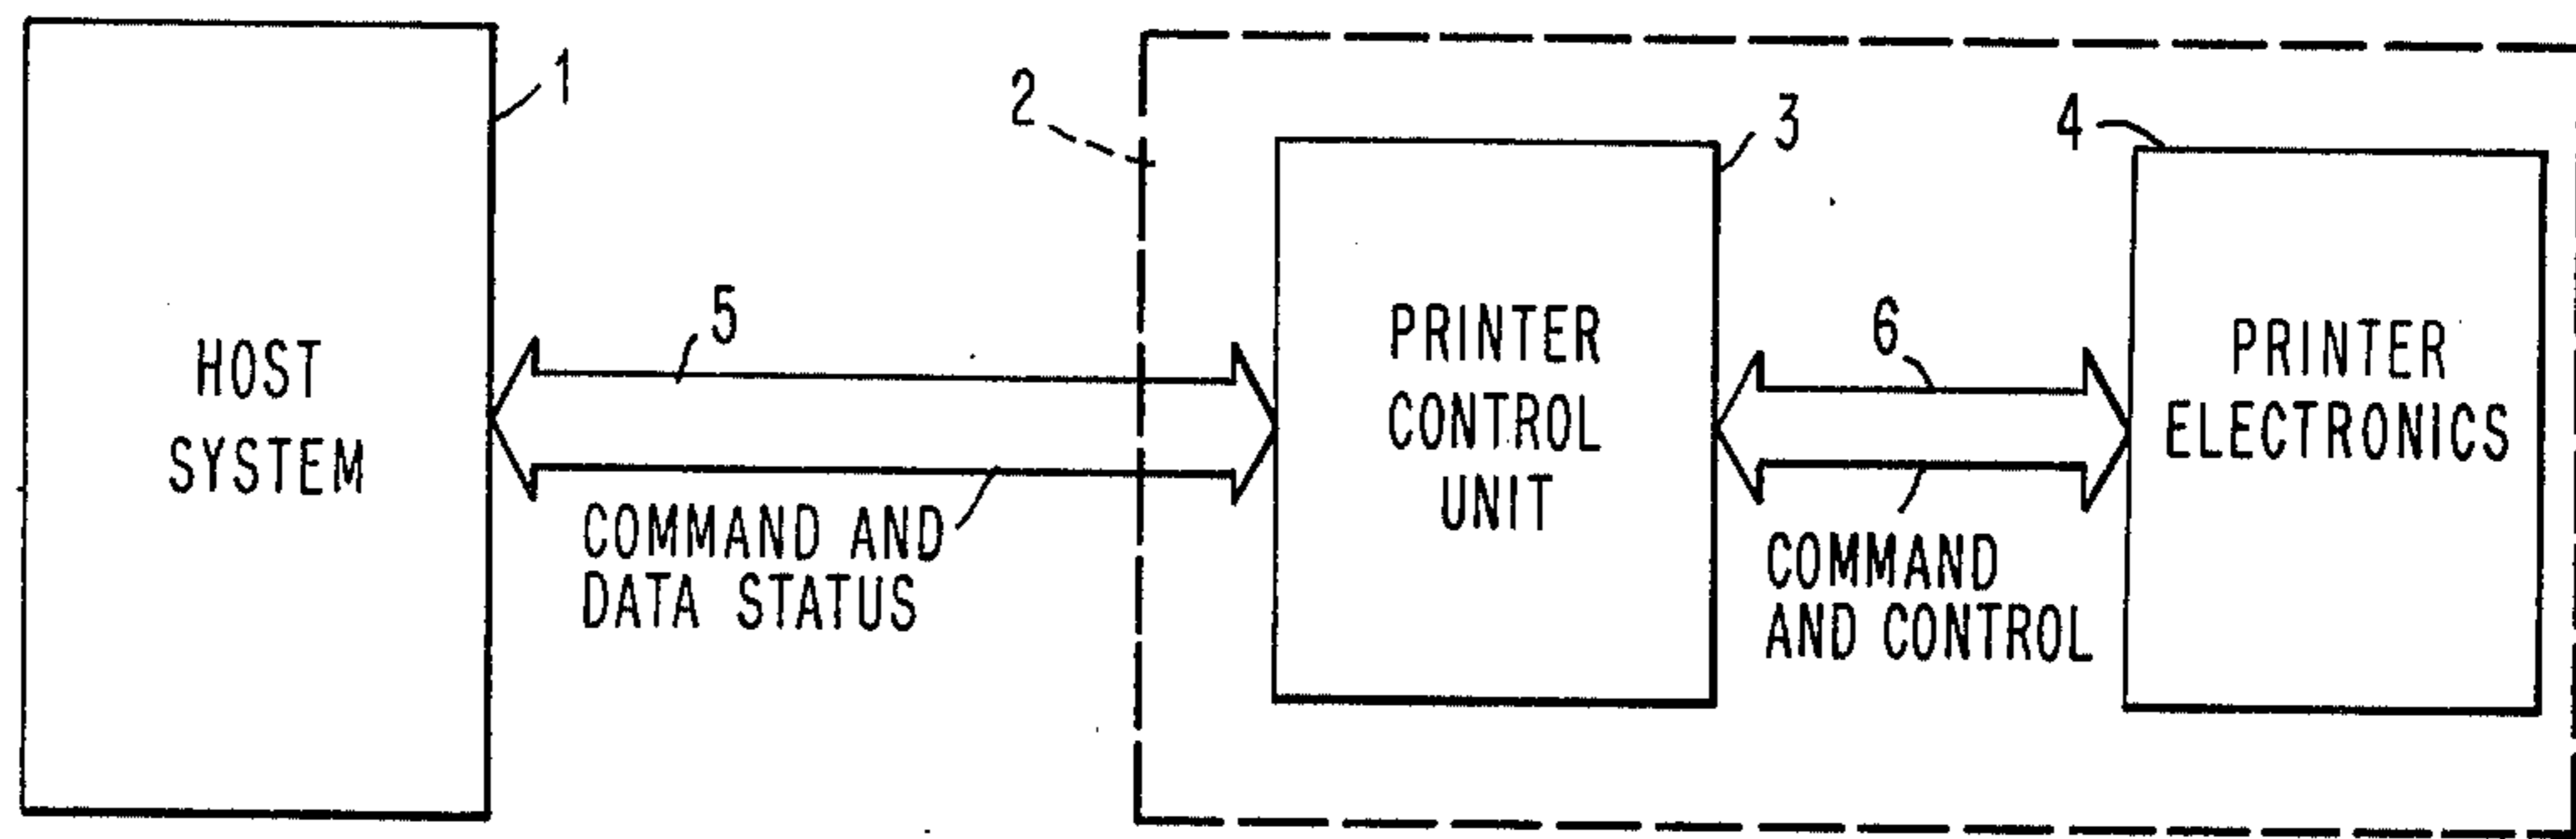 1
2
3
4
5
6
HOST
SYSTEM
COMMAND AND
DATA STATUS
PRINTER
CONTROL
UNIT
COMMAND
AND CONTROL
PRINTER
ELECTRONICS